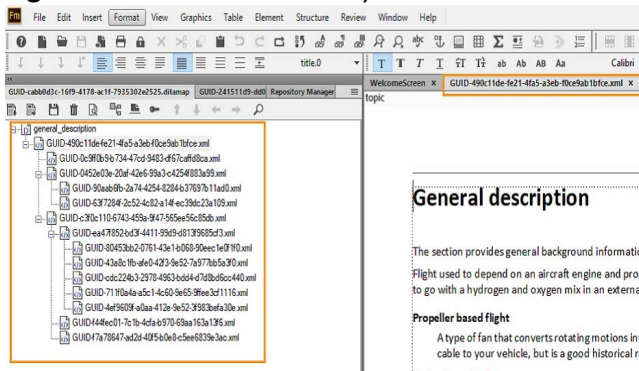 Fm File Edit Insert Format View Graphics Table Element Structure Review Window Help
title.0 T T T T ab Ab AB Aa Calibri
GUID-cabb0d3c-16f9-4178-ac1f-7935302e2525.ditamap GUID-241511d9-dd0 Repository Manager
WelcomeScreen × GUID-490c11de-fe21-4fa5-a3eb-f0ce9ab1bfce.xml ×
topic
general_description
GUID-490c11de-fe21-4fa5-a3eb-f0ce9ab1bfce.xml
GUID-0c9ff0b9-b734-47cd-9483-df67caffd8ca.xml
GUID-0452e03e-20af-42e6-99a3-c4254f883a99.xml
GUID-90aab6fb-2a74-4254-8284-b37697b11ad0.xml
GUID-63f7284f-2c52-4c82-a14f-ec39dc23a109.xml
GUID-c3f0c110-6743-459a-9f47-565ee56c85db.xml
GUID-ea47f852-bd3f-4411-99d9-d813f9685cf3.xml
GUID-80453bb2-0761-43e1-b068-90eec1e0f1f0.xml
GUID-43a8c1fb-afe0-42f3-9e52-7a977bb5a3f0.xml
GUID-cdc224b3-2978-4963-bdd4-d7d8bd6cc440.xml
GUID-711f0a4a-a5c1-4c60-9e65-9ffee3cf1116.xml
GUID-4ef9609f-a0aa-412e-9e52-3f983befa30e.xml
GUID-f44fec01-7c1b-4cfa-b970-69aa163a13f6.xml
GUID-f7a78647-ad2d-40f5-b0e8-c5ee6839e3ac.xml
General description
The section provides general background informatio
Flight used to depend on an aircraft engine and prop
to go with a hydrogen and oxygen mix in an externa
Propeller based flight
A type of fan that converts rotating motions in
cable to your vehicle, but is a good historical r